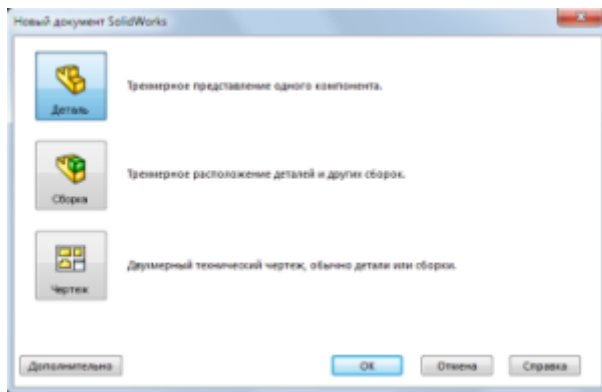 Новый документ SolidWorks
Деталь
Трехмерное представление одного компонента.
Сборка
Трехмерное расположение деталей и других сборок.
Чертеж
Двухмерный технический чертеж, обычно детали или сборки.
Дополнительно
OK
Отмена
Справка